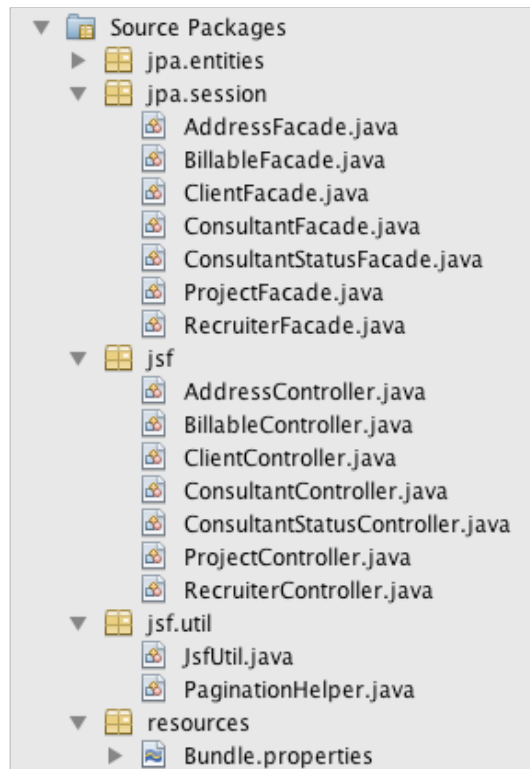 Source Packages
jpa.entities
jpa.session
AddressFacade.java
BillableFacade.java
ClientFacade.java
ConsultantFacade.java
ConsultantStatusFacade.java
ProjectFacade.java
RecruiterFacade.java
jsf
AddressController.java
BillableController.java
ClientController.java
ConsultantController.java
ConsultantStatusController.java
ProjectController.java
RecruiterController.java
jsf.util
JsfUtil.java
PaginationHelper.java
resources
Bundle.properties